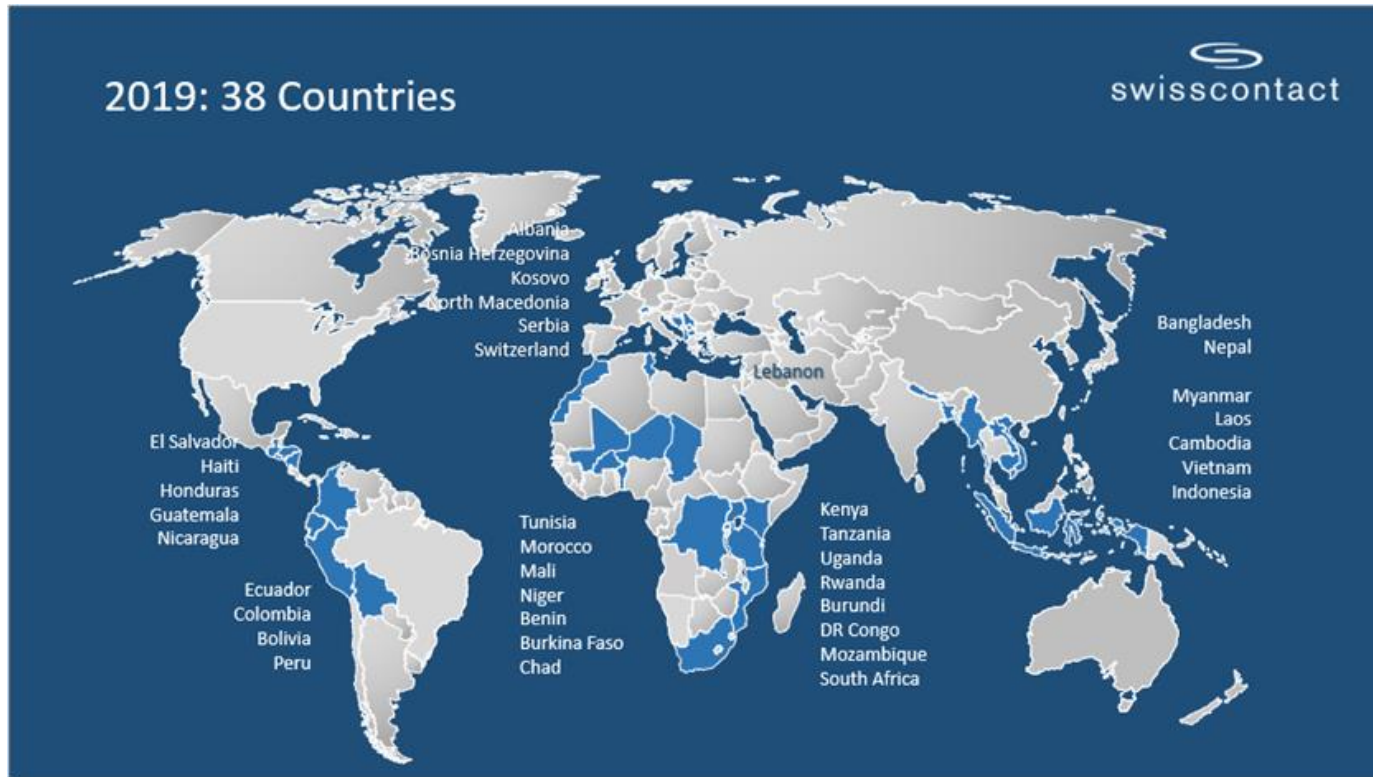 2019: 38 Countries
swisscontact
Albania
Bosnia Herzegovina
Kosovo
North Macedonia
Serbia
Switzerland
Lebanon
Bangladesh
Nepal
Myanmar
Laos
Cambodia
Vietnam
Indonesia
El Salvador
Haiti
Honduras
Guatemala
Nicaragua
Ecuador
Colombia
Bolivia
Peru
Tunisia
Morocco
Mali
Niger
Benin
Burkina Faso
Chad
Kenya
Tanzania
Uganda
Rwanda
Burundi
DR Congo
Mozambique
South Africa